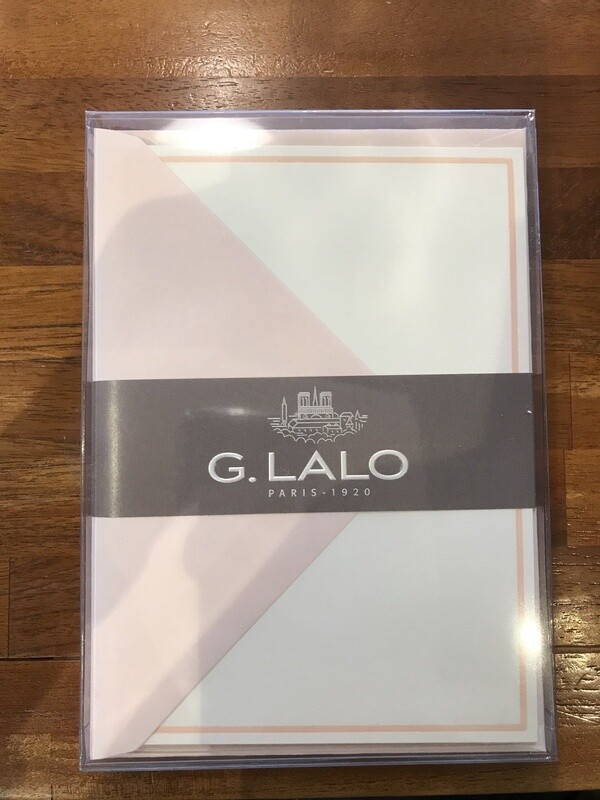 G. LALO
PARIS - 1920